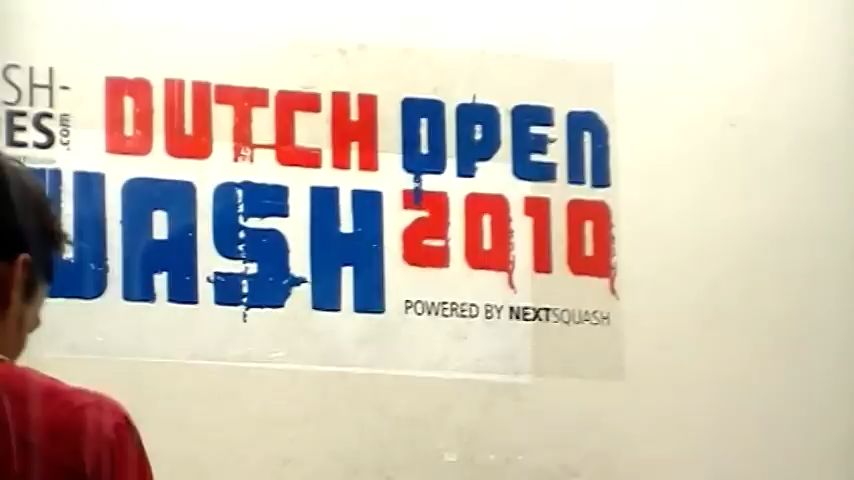 SH-
ES.com
DUTCH OPEN
UASH 2010
POWERED BY NEXTSQUASH